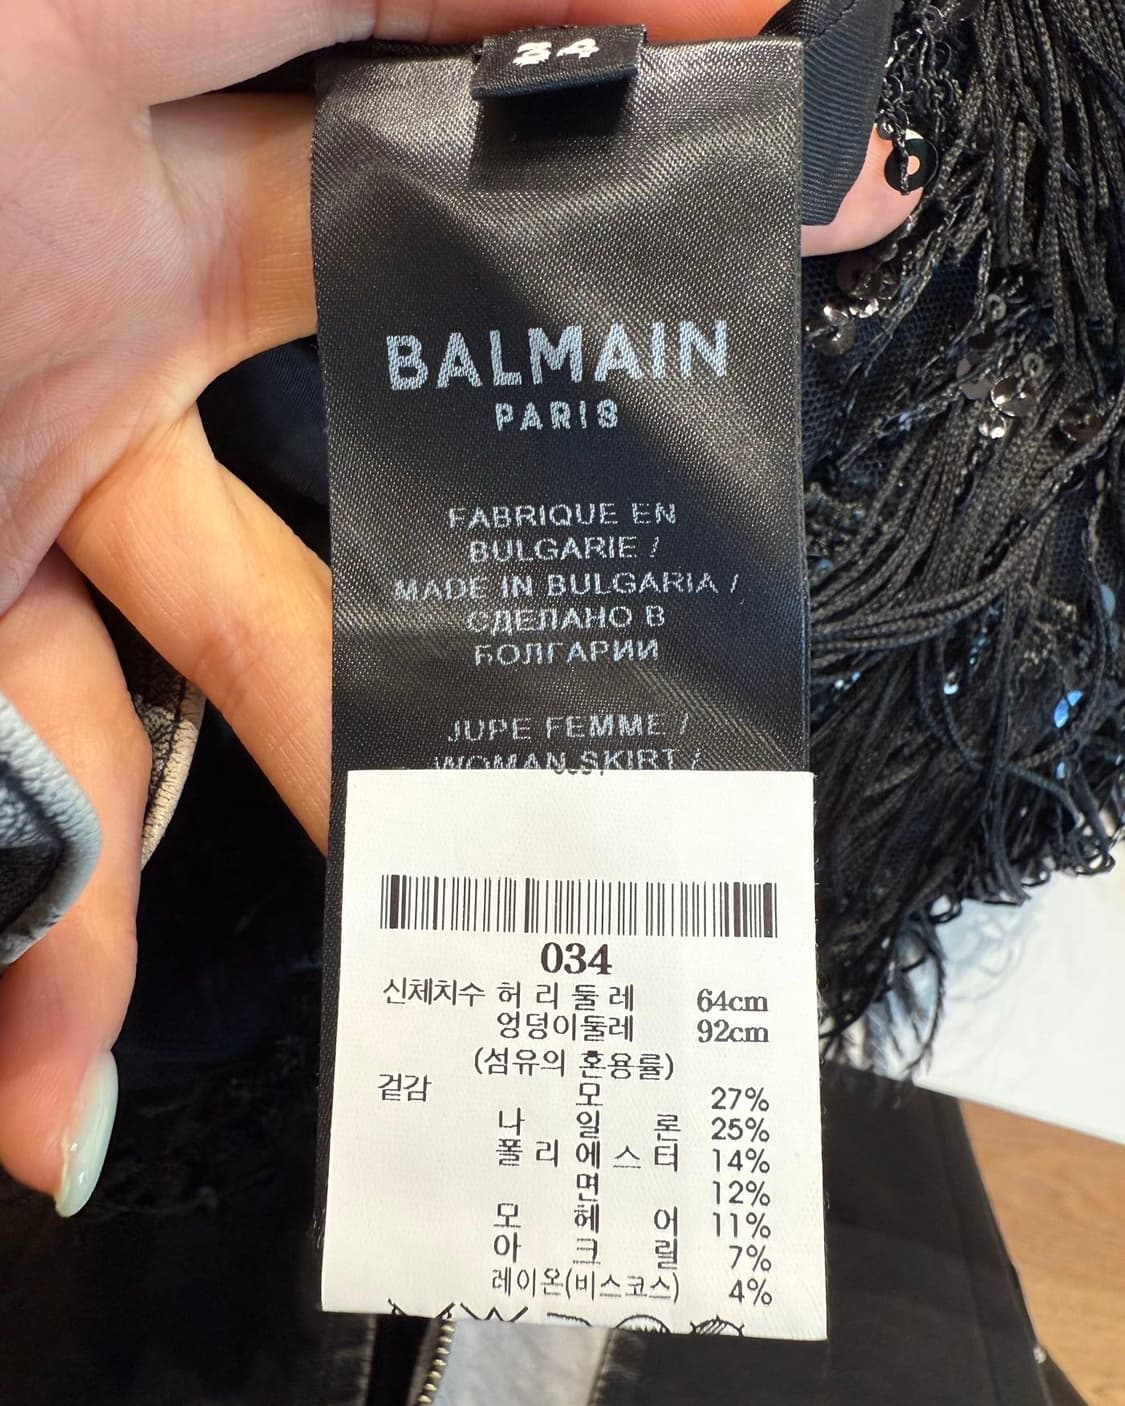 34
BALMAIN
PARIS
FABRIQUE EN
BULGARIE /
MADE IN BULGARIA /
СДЕЛАНО В
БОЛГАРИИ
JUPE FEMME /
WOMAN SKIRT /
034
신체치수 허 리 둘 레 64cm
엉덩이둘레 92cm
(섬유의 혼용률)
겉감 모 27%
나 일 론 25%
폴 리 에 스 터 14%
면 12%
모 헤 어 11%
아 크 릴 7%
레이온(비스코스) 4%